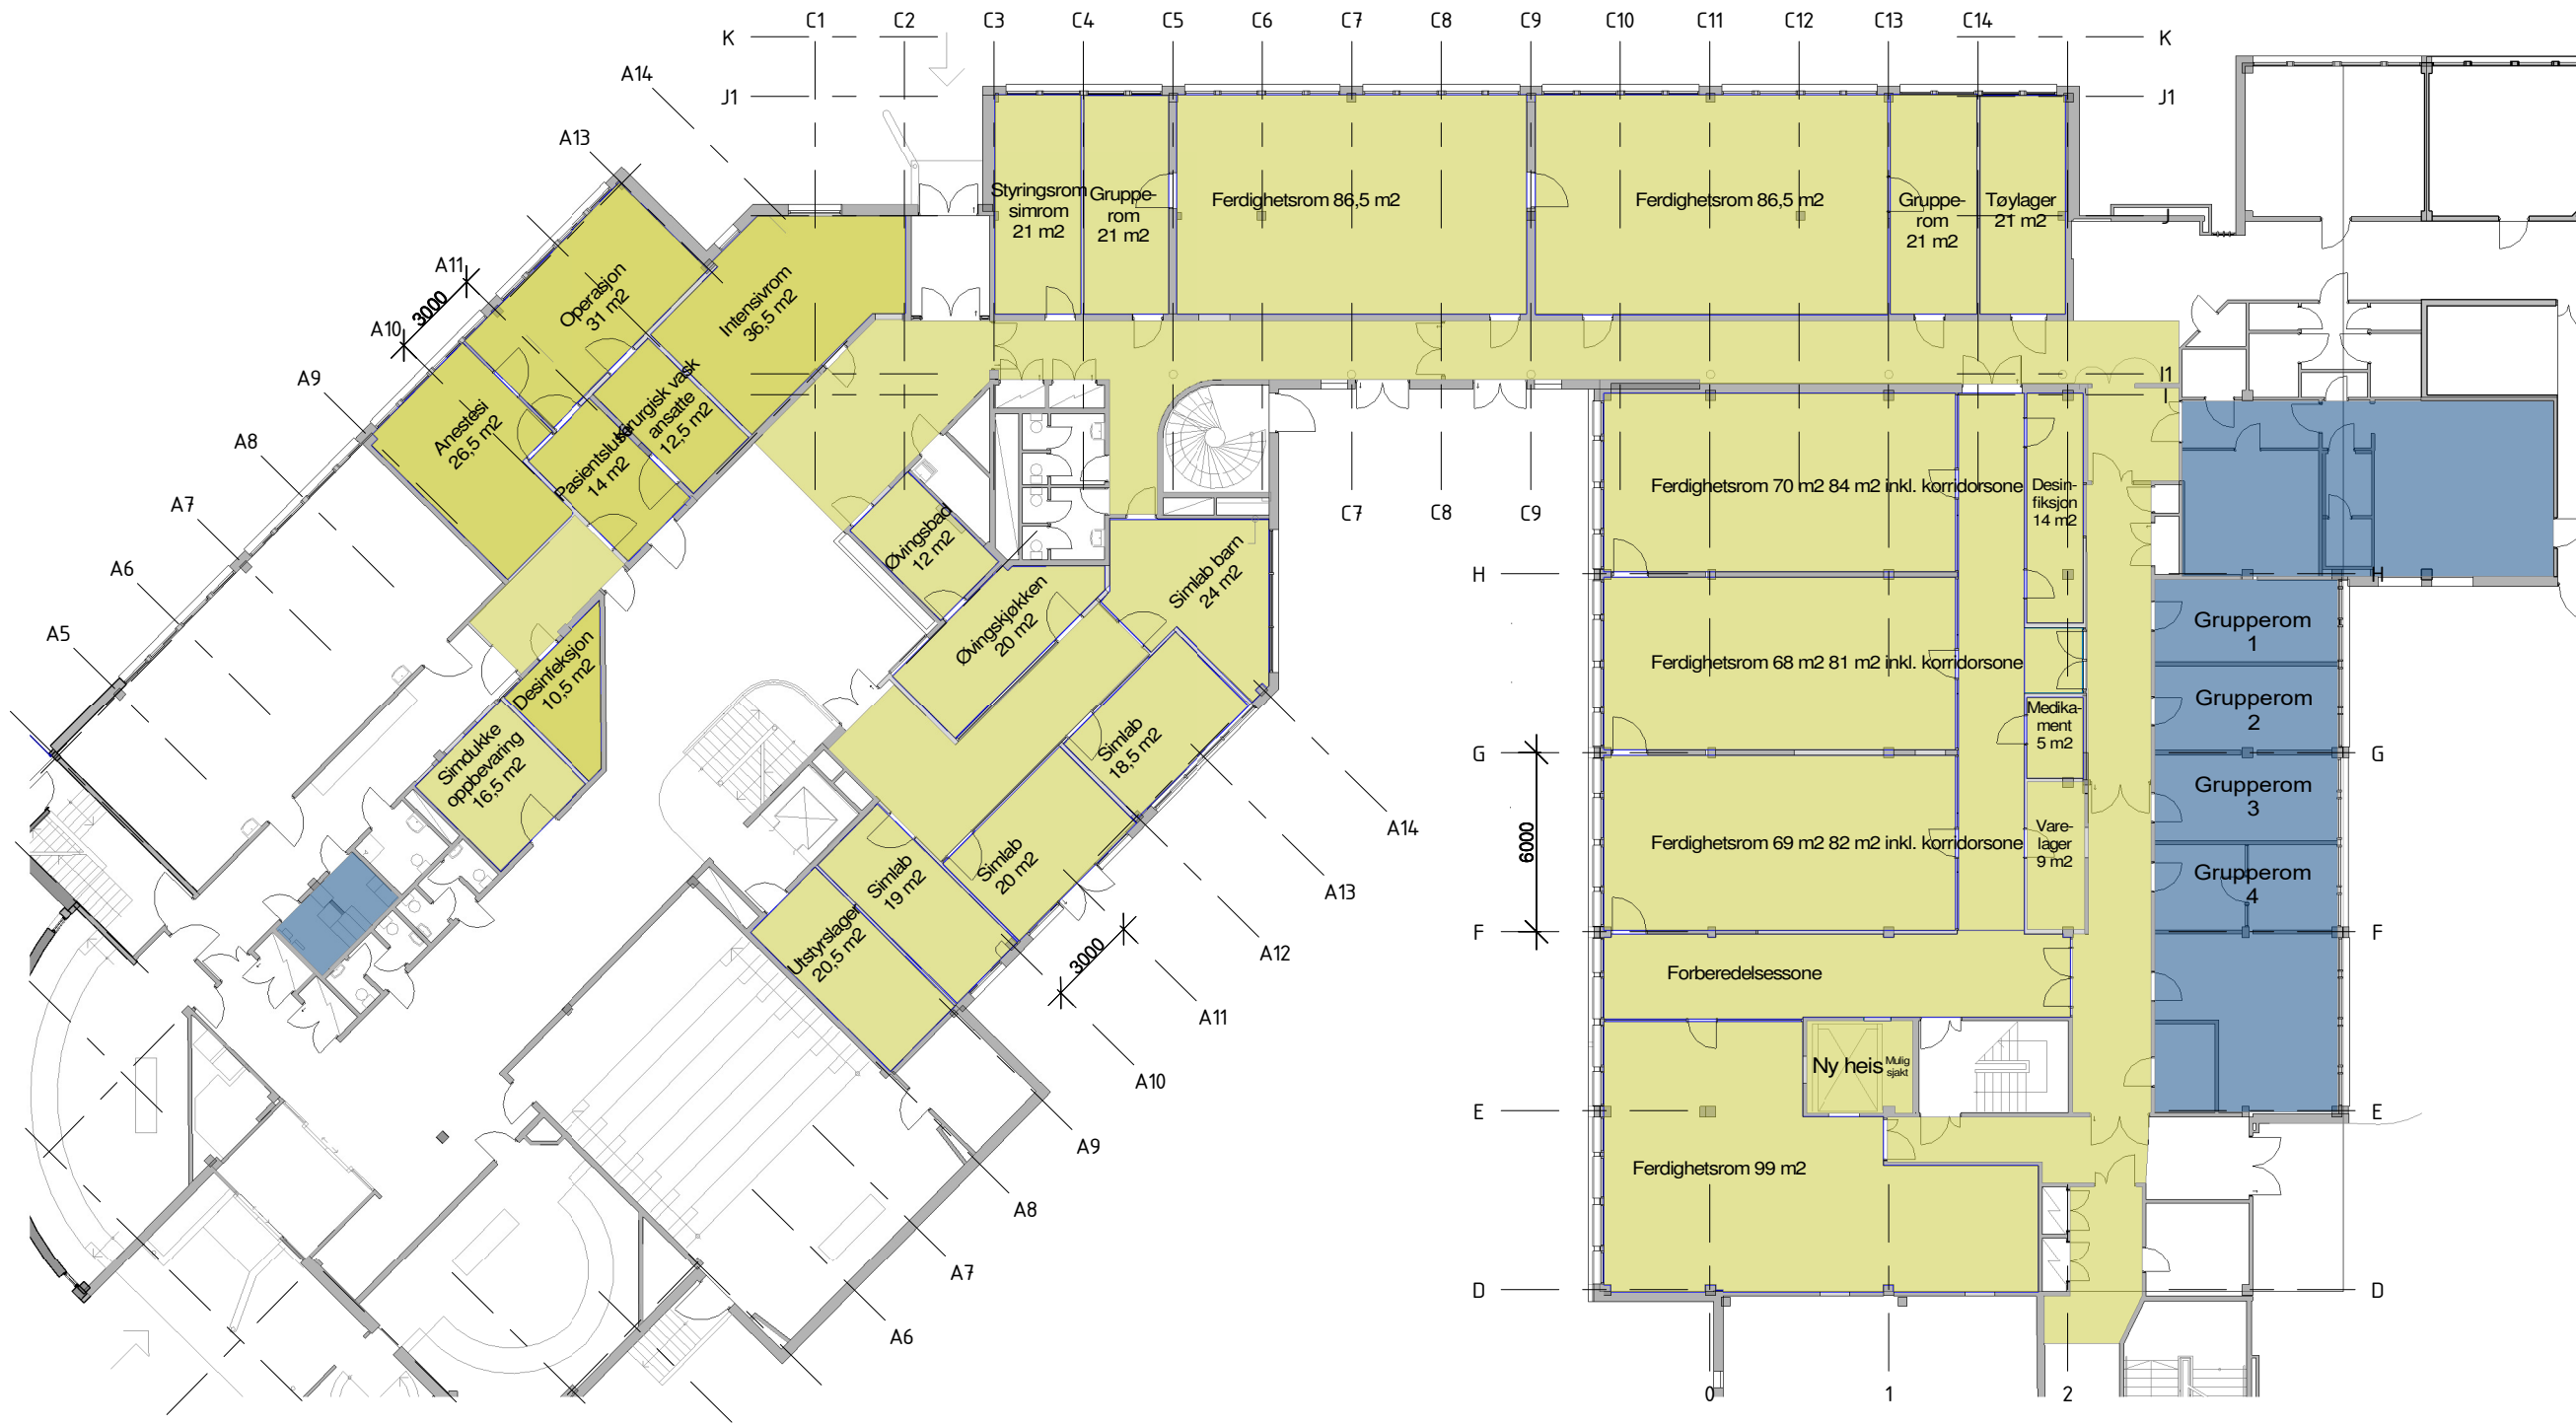 C1 C2 C3 C4 C5 C6 C7 C8 C9 C10 C11 C12 C13 C14
K K
A14
J1 J1
A13
Styringsrom
simrom
21 m2
Gruppe-
rom
21 m2
Ferdighetsrom 86,5 m2
Ferdighetsrom 86,5 m2
Gruppe-
rom
21 m2
Tøylager
21 m2
J
A11
3000
A10
Operasjon
31 m2
Intensivrom
36,5 m2
A9
I1
I
Anestesi
26,5 m2
Pasientsluse
14 m2
Kirurgisk vask
ansatte
12,5 m2
A8
A7
A6
A5
C7 C8 C9
Øvingsbad
12 m2
Simlab barn
24 m2
Øvingskjøkken
20 m2
Ferdighetsrom 70 m2 84 m2 inkl. korridorsone
Desin-
fiksjon
14 m2
H H
Grupperom
1
Desinfeksjon
10,5 m2
Ferdighetsrom 68 m2 81 m2 inkl. korridorsone
Grupperom
2
Medika-
ment
5 m2
Simdukke
oppbevaring
16,5 m2
Simlab
18,5 m2
G G
Grupperom
3
6000
Ferdighetsrom 69 m2 82 m2 inkl. korridorsone
Vare-
lager
9 m2
Grupperom
4
Simlab
20 m2
Simlab
19 m2
Utstyrslager
20,5 m2
A14
A13
A12
3000
A11
A10
A9
A8
A7
A6
F F
Forberedelsessone
Ny heis
Mulig
sjakt
E E
Ferdighetsrom 99 m2
D D
0 1 2